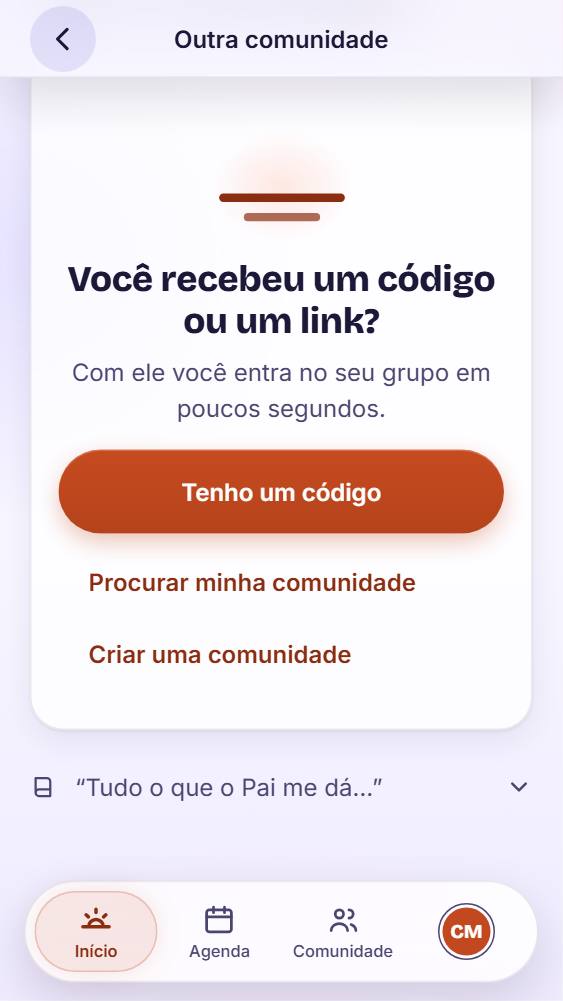 Outra comunidade
Você recebeu um código
ou um link?
Com ele você entra no seu grupo em
poucos segundos.
Tenho um código
Procurar minha comunidade
Criar uma comunidade
“Tudo o que o Pai me dá…”
Início
Agenda
Comunidade
CM